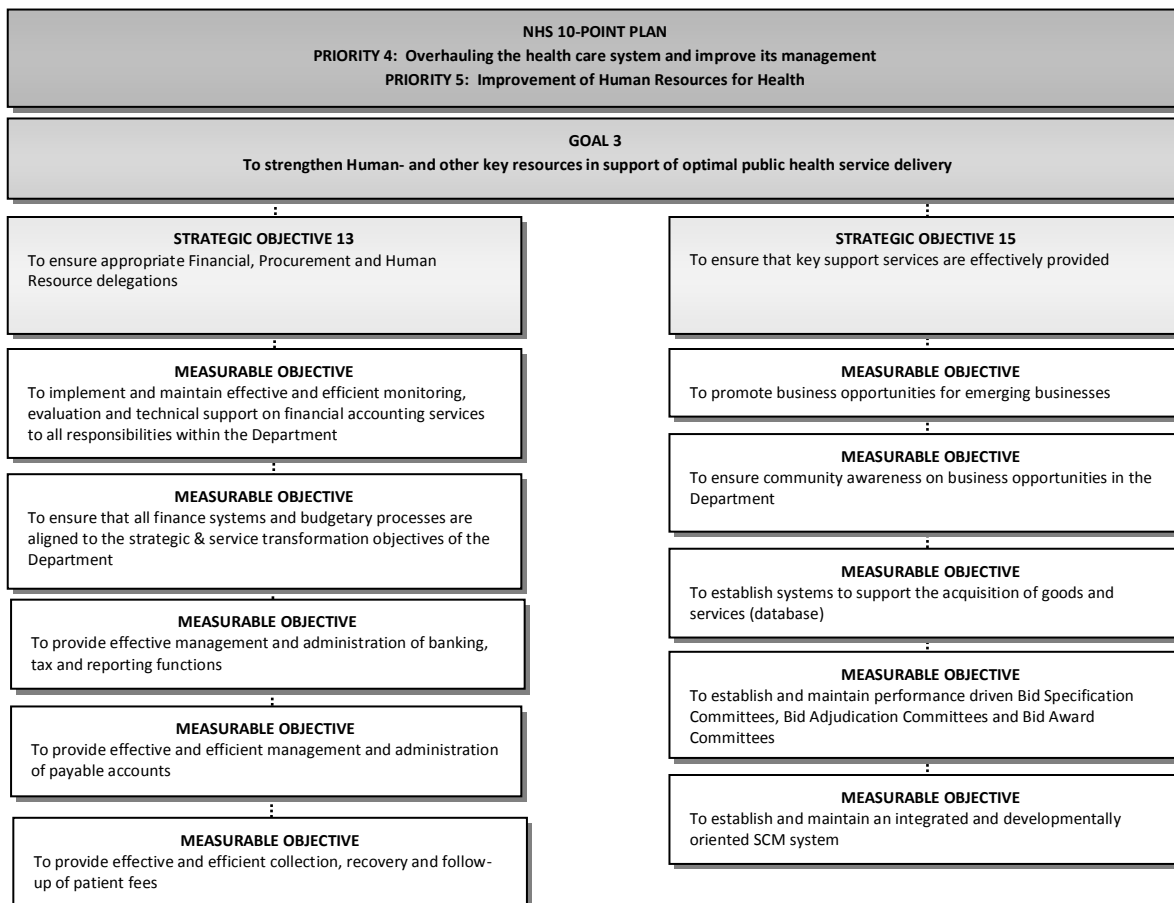 NHS 10-POINT PLAN
PRIORITY 4: Overhauling the health care system and improve its management
PRIORITY 5: Improvement of Human Resources for Health
GOAL 3
To strengthen Human- and other key resources in support of optimal public health service delivery
STRATEGIC OBJECTIVE 13
To ensure appropriate Financial, Procurement and Human
Resource delegations
MEASURABLE OBJECTIVE
To implement and maintain effective and efficient monitoring,
evaluation and technical support on financial accounting services
to all responsibilities within the Department
MEASURABLE OBJECTIVE
To ensure that all finance systems and budgetary processes are
aligned to the strategic & service transformation objectives of the
Department
MEASURABLE OBJECTIVE
To provide effective management and administration of banking,
tax and reporting functions
MEASURABLE OBJECTIVE
To provide effective and efficient management and administration
of payable accounts
MEASURABLE OBJECTIVE
To provide effective and efficient collection, recovery and follow-
up of patient fees
STRATEGIC OBJECTIVE 15
To ensure that key support services are effectively provided
MEASURABLE OBJECTIVE
To promote business opportunities for emerging businesses
MEASURABLE OBJECTIVE
To ensure community awareness on business opportunities in the
Department
MEASURABLE OBJECTIVE
To establish systems to support the acquisition of goods and
services (database)
MEASURABLE OBJECTIVE
To establish and maintain performance driven Bid Specification
Committees, Bid Adjudication Committees and Bid Award
Committees
MEASURABLE OBJECTIVE
To establish and maintain an integrated and developmentally
oriented SCM system